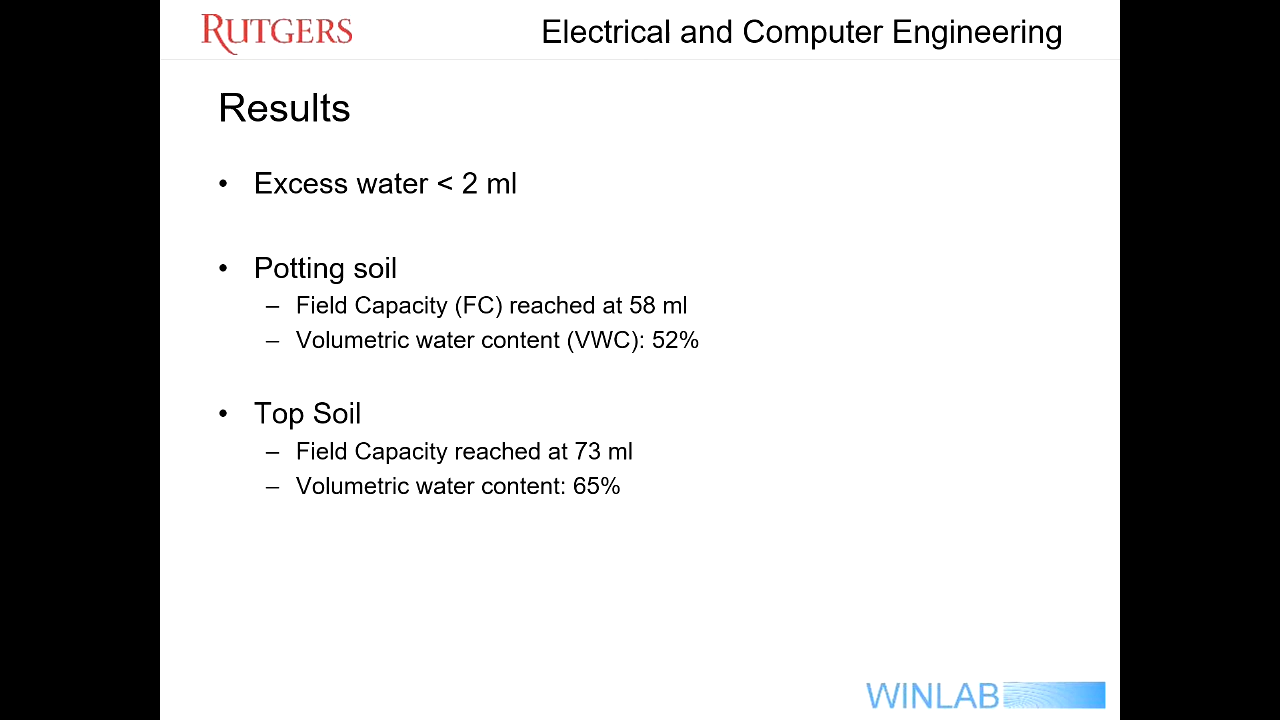 RUTGERS
Electrical and Computer Engineering
Results
• Excess water < 2 ml
• Potting soil
– Field Capacity (FC) reached at 58 ml
– Volumetric water content (VWC): 52%
• Top Soil
– Field Capacity reached at 73 ml
– Volumetric water content: 65%
WINLAB